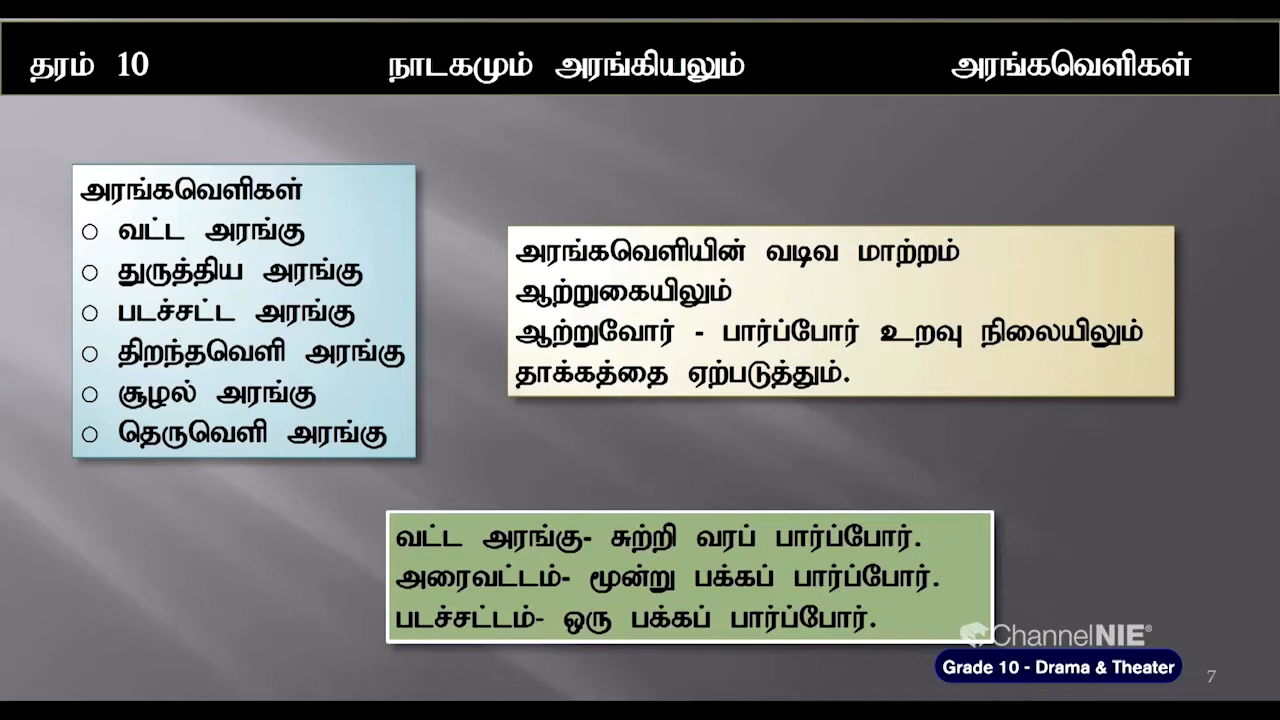 தரம் 10 நாடகமும் அரங்கியலும் அரங்கவெளிகள்
அரங்கவெளிகள்
○ வட்ட அரங்கு
○ துருத்திய அரங்கு
○ படச்சட்ட அரங்கு
○ திறந்தவெளி அரங்கு
○ சூழல் அரங்கு
○ தெருவெளி அரங்கு
அரங்கவெளியின் வடிவ மாற்றம்
ஆற்றுகையிலும்
ஆற்றுவோர் - பார்ப்போர் உறவு நிலையிலும்
தாக்கத்தை ஏற்படுத்தும்.
வட்ட அரங்கு- சுற்றி வரப் பார்ப்போர்.
அரைவட்டம்- மூன்று பக்கப் பார்ப்போர்.
படச்சட்டம்- ஒரு பக்கப் பார்ப்போர்.
ChannelNIE®
Grade 10 - Drama & Theater
7